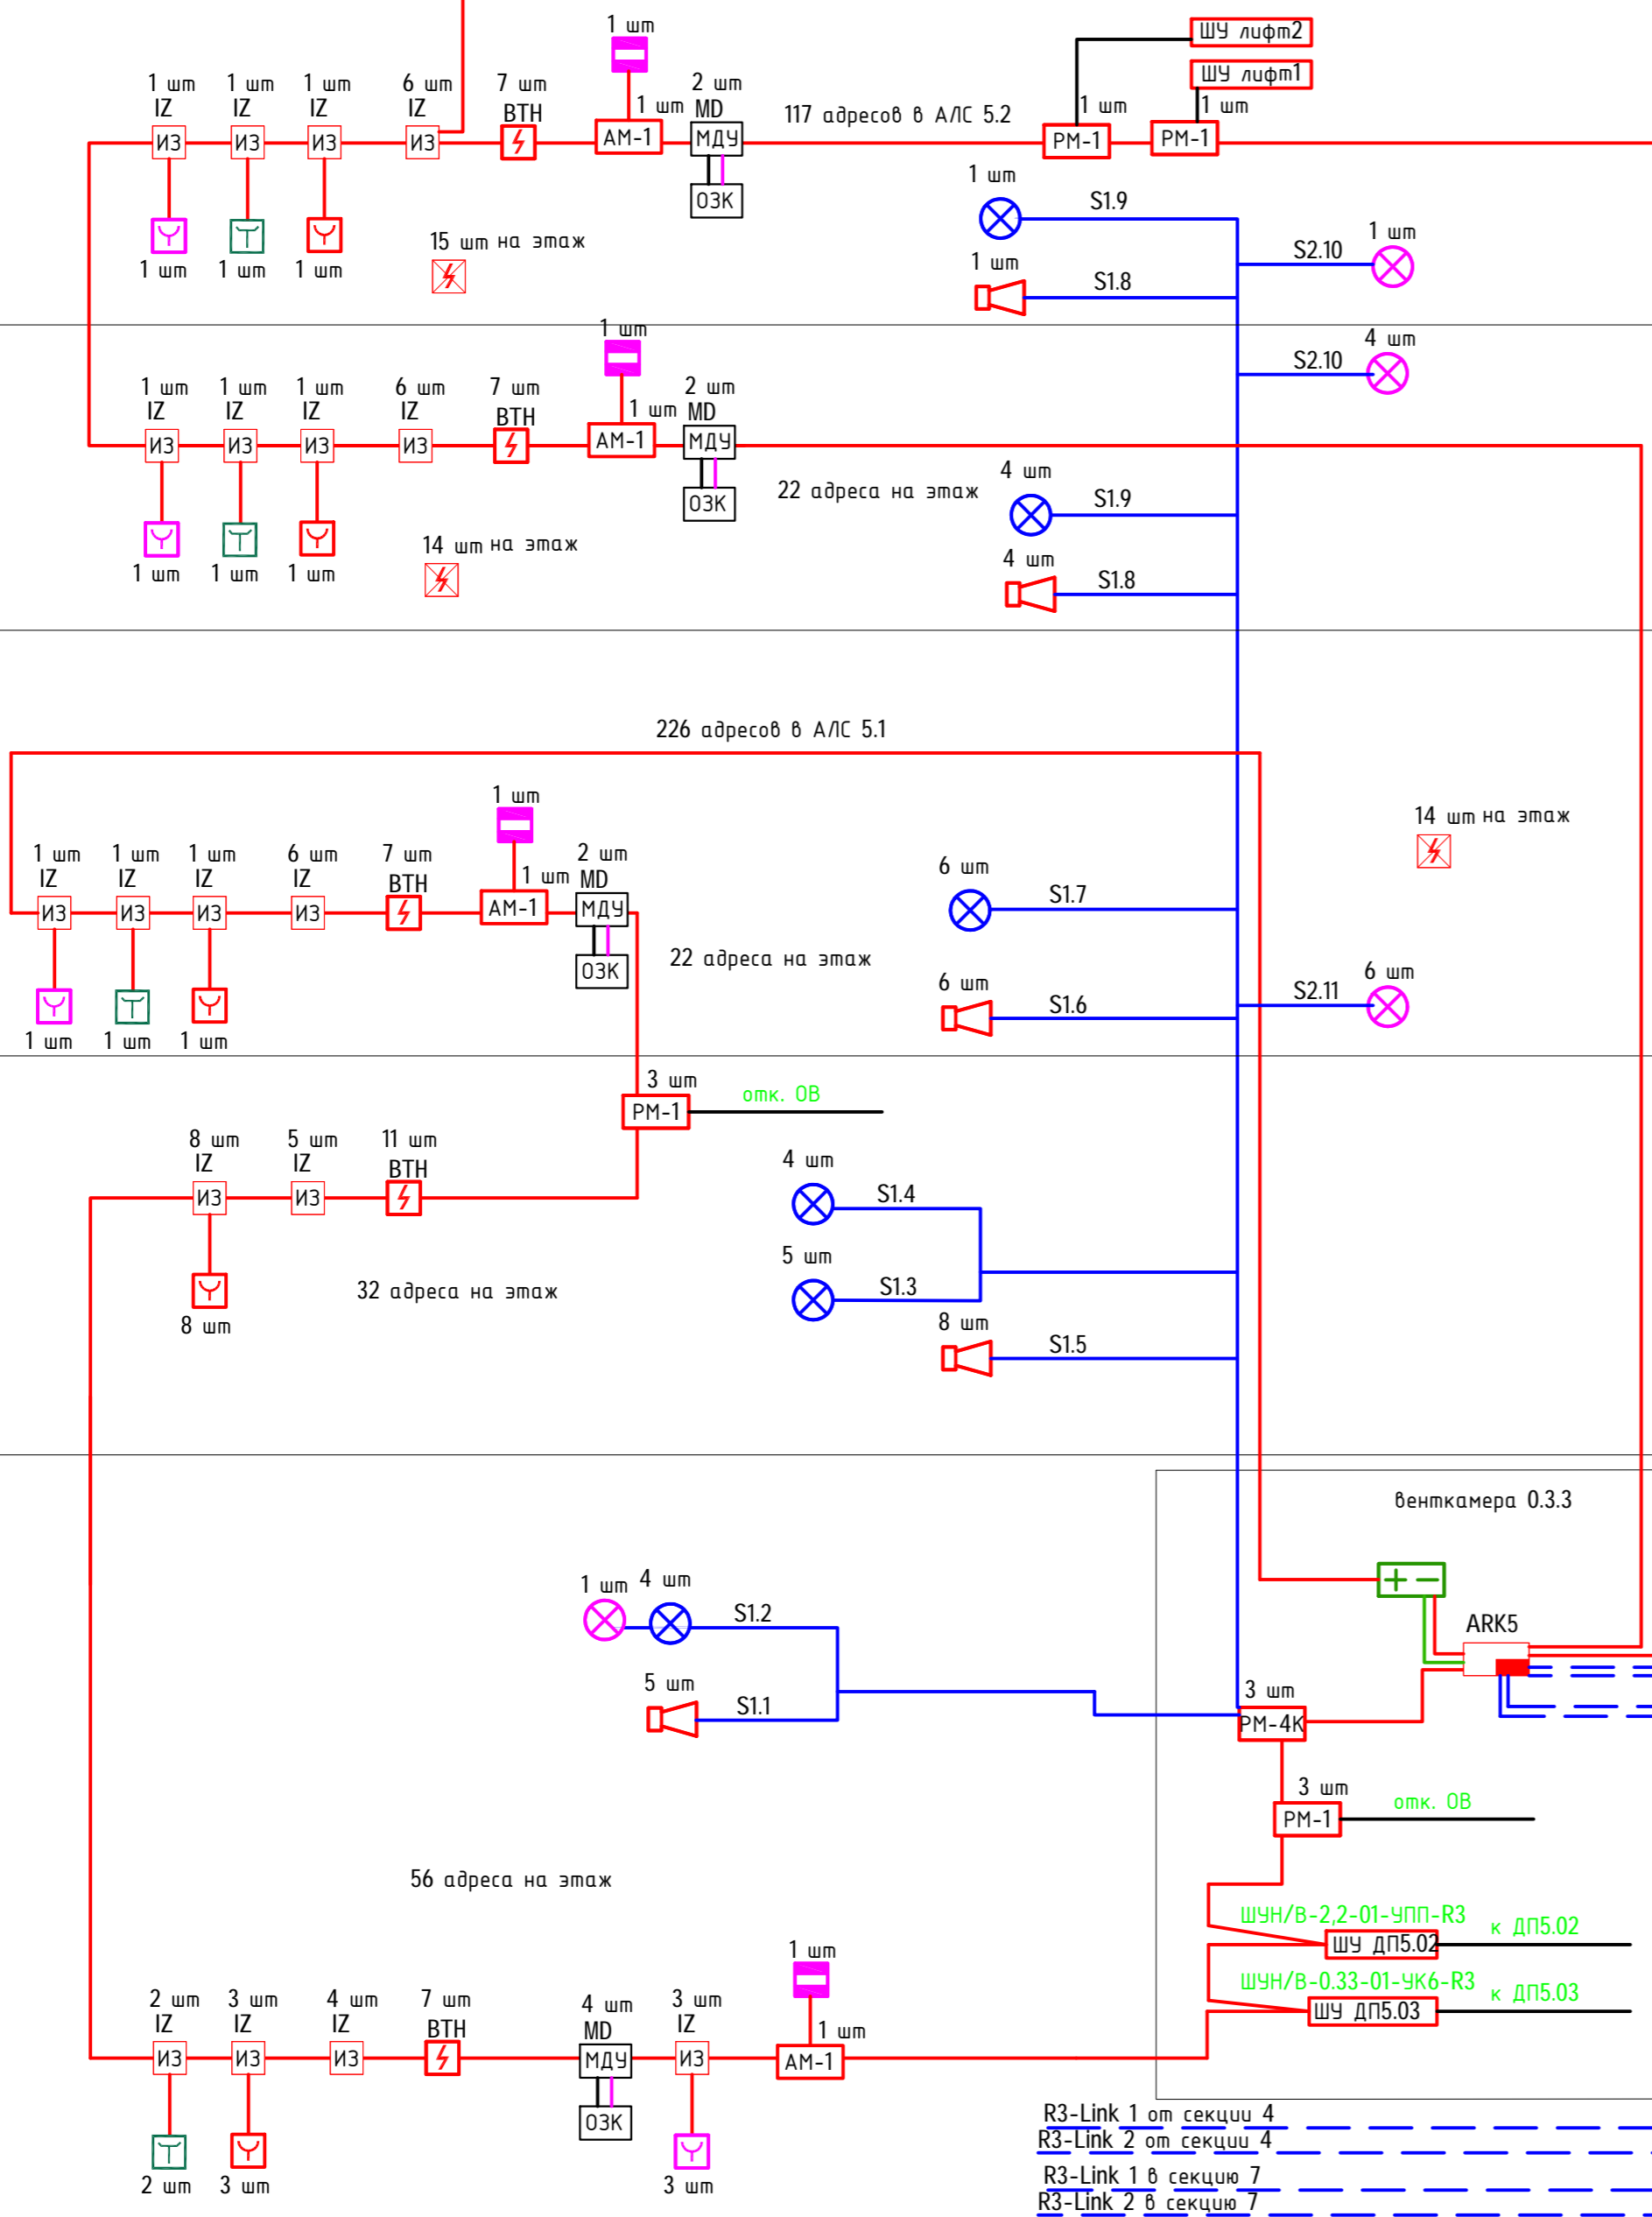 1 шт
ШУ лифт2
ШУ лифт1
1 шт 1 шт 1 шт 6 шт 7 шт 1 шт 2 шт 1 шт 1 шт
IZ IZ IZ IZ BTH MD
117 адресов в АЛС 5.2
ИЗ ИЗ ИЗ ИЗ АМ-1 МДУ РМ-1 РМ-1
ОЗК
1 шт S1.9
15 шт на этаж
1 шт 1 шт 1 шт
1 шт
S2.10
1 шт S1.8
1 шт
4 шт
S2.10
1 шт 1 шт 1 шт 6 шт 7 шт 1 шт 2 шт
IZ IZ IZ IZ BTH MD
ИЗ ИЗ ИЗ ИЗ АМ-1 МДУ
ОЗК
22 адреса на этаж
4 шт S1.9
14 шт на этаж
4 шт S1.8
1 шт 1 шт 1 шт
226 адресов в АЛС 5.1
1 шт
14 шт на этаж
1 шт 1 шт 1 шт 6 шт 7 шт 1 шт 2 шт
IZ IZ IZ IZ BTH MD
ИЗ ИЗ ИЗ ИЗ АМ-1 МДУ
ОЗК
6 шт S1.7
22 адреса на этаж
6 шт S1.6
S2.11 6 шт
1 шт 1 шт 1 шт
3 шт
РМ-1 отк. ОВ
8 шт 5 шт 11 шт
IZ IZ BTH
ИЗ ИЗ
4 шт S1.4
5 шт S1.3
32 адреса на этаж
8 шт
8 шт S1.5
венткамера 0.3.3
1 шт 4 шт S1.2
+ −
ARK5
5 шт S1.1
3 шт
РМ-4К
3 шт
РМ-1 отк. ОВ
56 адреса на этаж
ШУН/В-2,2-01-УПП-R3
ШУ ДП5.02 к ДП5.02
ШУН/В-0.33-01-УК6-R3
ШУ ДП5.03 к ДП5.03
1 шт
2 шт 3 шт 4 шт 7 шт 4 шт 3 шт 1 шт
IZ IZ IZ BTH MD IZ
ИЗ ИЗ ИЗ МДУ ИЗ АМ-1
ОЗК
2 шт 3 шт 3 шт
R3-Link 1 от секции 4
R3-Link 2 от секции 4
R3-Link 1 в секцию 7
R3-Link 2 в секцию 7